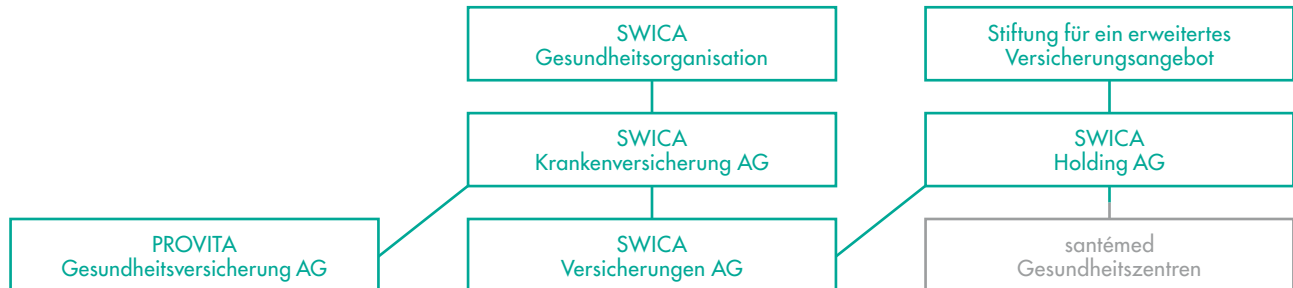 SWICA
Gesundheitsorganisation
Stiftung für ein erweitertes
Versicherungsangebot
SWICA
Krankenversicherung AG
SWICA
Holding AG
PROVITA
Gesundheitsversicherung AG
SWICA
Versicherungen AG
santémed
Gesundheitszentren